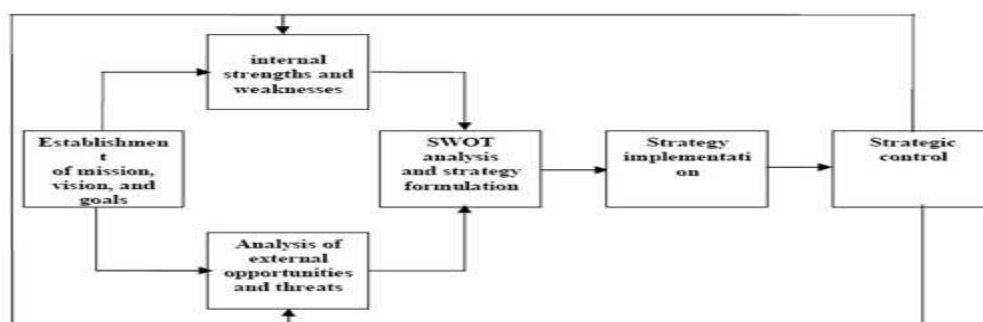 internal
strengths and
weaknesses
Establishmen
t
of mission,
vision, and
goals
SWOT
analysis
and strategy
formulation
Strategy
implementati
on
Strategic
control
Analysis of
external
opportunities
and threats